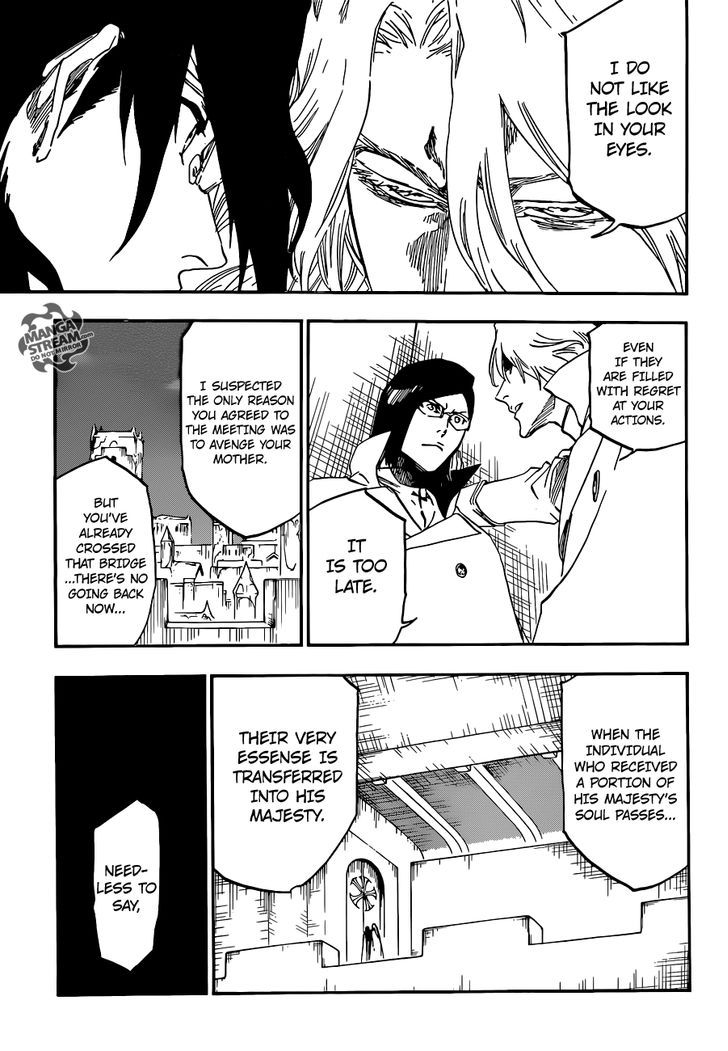 I DO
NOT LIKE
THE LOOK
IN YOUR
EYES.
MANGA
STREAM.COM
DO NOT MIRROR
EVEN
IF THEY
ARE FILLED
WITH REGRET
AT YOUR
ACTIONS.
IT
IS TOO
LATE.
I SUSPECTED
THE ONLY REASON
YOU AGREED TO
THE MEETING WAS
TO AVENGE YOUR
MOTHER.
BUT
YOU'VE
ALREADY
CROSSED
THAT BRIDGE
...THERE'S NO
GOING BACK
NOW...
WHEN THE
INDIVIDUAL
WHO RECEIVED
A PORTION OF
HIS MAJESTY'S
SOUL PASSES...
THEIR VERY
ESSENSE IS
TRANSFERRED
INTO HIS
MAJESTY.
NEED-
LESS TO
SAY,